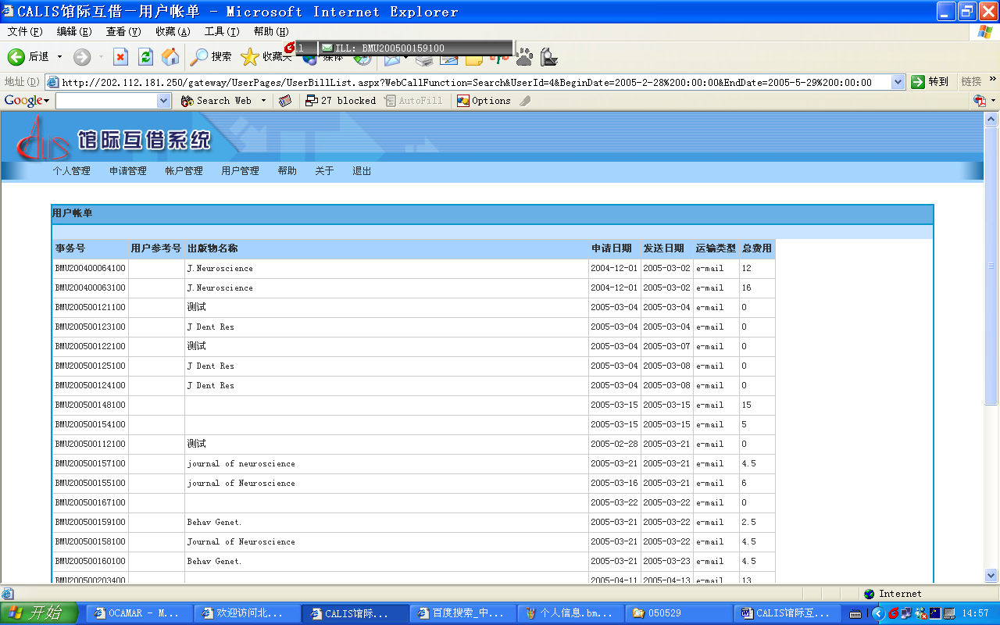 CALIS馆际互借－用户帐单 - Microsoft Internet Explorer
文件(F) 编辑(E) 查看(V) 收藏(A) 工具(T) 帮助(H)
ILL: BMU200500159100
后退 搜索 收藏夹 媒体
地址(D) http://202.112.181.250/gateway/UserPages/UserBillList.aspx?WebCallFunction=Search&UserId=4&BeginDate=2005-2-28%200:00:00&EndDate=2005-5-29%200:00:00 转到 链接 »
Google Search Web 27 blocked AutoFill Options
CALIS 馆际互借系统
个人管理 申请管理 帐户管理 用户管理 帮助 关于 退出
用户帐单
事务号 用户参考号 出版物名称 申请日期 发送日期 运输类型 总费用
BMU200400064100 J.Neuroscience 2004-12-01 2005-03-02 e-mail 12
BMU200400063100 J.Neuroscience 2004-12-01 2005-03-02 e-mail 16
BMU200500121100 测试 2005-03-04 2005-03-04 e-mail 0
BMU200500123100 J Dent Res 2005-03-04 2005-03-04 e-mail 0
BMU200500122100 测试 2005-03-04 2005-03-07 e-mail 0
BMU200500125100 J Dent Res 2005-03-04 2005-03-08 e-mail 0
BMU200500124100 J Dent Res 2005-03-04 2005-03-08 e-mail 0
BMU200500148100 2005-03-15 2005-03-15 e-mail 15
BMU200500154100 2005-03-15 2005-03-15 e-mail 5
BMU200500112100 测试 2005-02-28 2005-03-21 e-mail 0
BMU200500157100 journal of neuroscience 2005-03-21 2005-03-21 e-mail 4.5
BMU200500155100 journal of Neuroscience 2005-03-16 2005-03-21 e-mail 6
BMU200500167100 2005-03-22 2005-03-22 e-mail 0
BMU200500159100 Behav Genet. 2005-03-21 2005-03-22 e-mail 2.5
BMU200500158100 Journal of Neuroscience 2005-03-21 2005-03-22 e-mail 4.5
BMU200500160100 Behav Genet. 2005-03-21 2005-03-23 e-mail 4.5
BMU200500203400 2005-04-11 2005-04-13 e-mail 13
Internet
开始 OCAMAR - M... 欢迎访问北... CALIS馆际... 百度搜索_中... 个人信息.bm... 050529 CALIS馆际互... 14:57